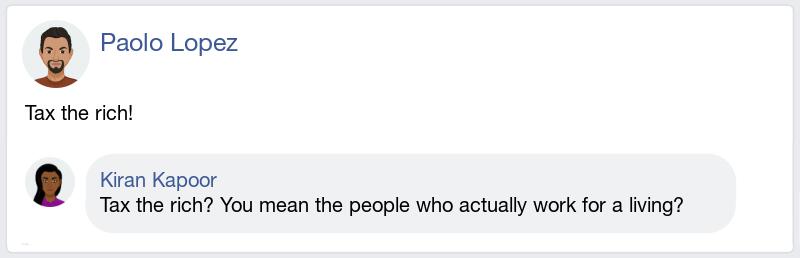 Paolo Lopez
Tax the rich!
Kiran Kapoor
Tax the rich? You mean the people who actually work for a living?